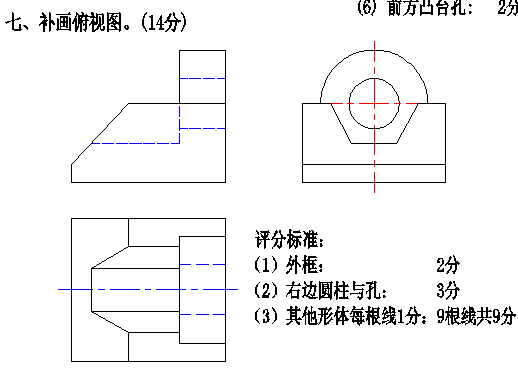 (6) 前方凸台孔: 2分
七、补画俯视图。(14分)
评分标准:
(1) 外框: 2分
(2) 右边圆柱与孔: 3分
(3) 其他形体每根线1分: 9根线共9分